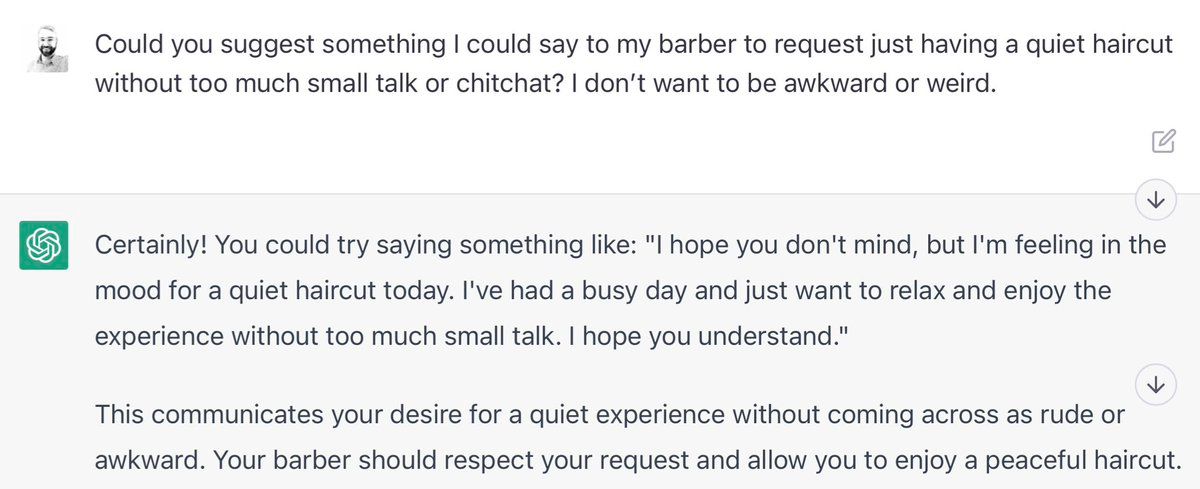 Could you suggest something I could say to my barber to request just having a quiet haircut
without too much small talk or chitchat? I don’t want to be awkward or weird.
Certainly! You could try saying something like: "I hope you don't mind, but I'm feeling in the
mood for a quiet haircut today. I've had a busy day and just want to relax and enjoy the
experience without too much small talk. I hope you understand."
This communicates your desire for a quiet experience without coming across as rude or
awkward. Your barber should respect your request and allow you to enjoy a peaceful haircut.